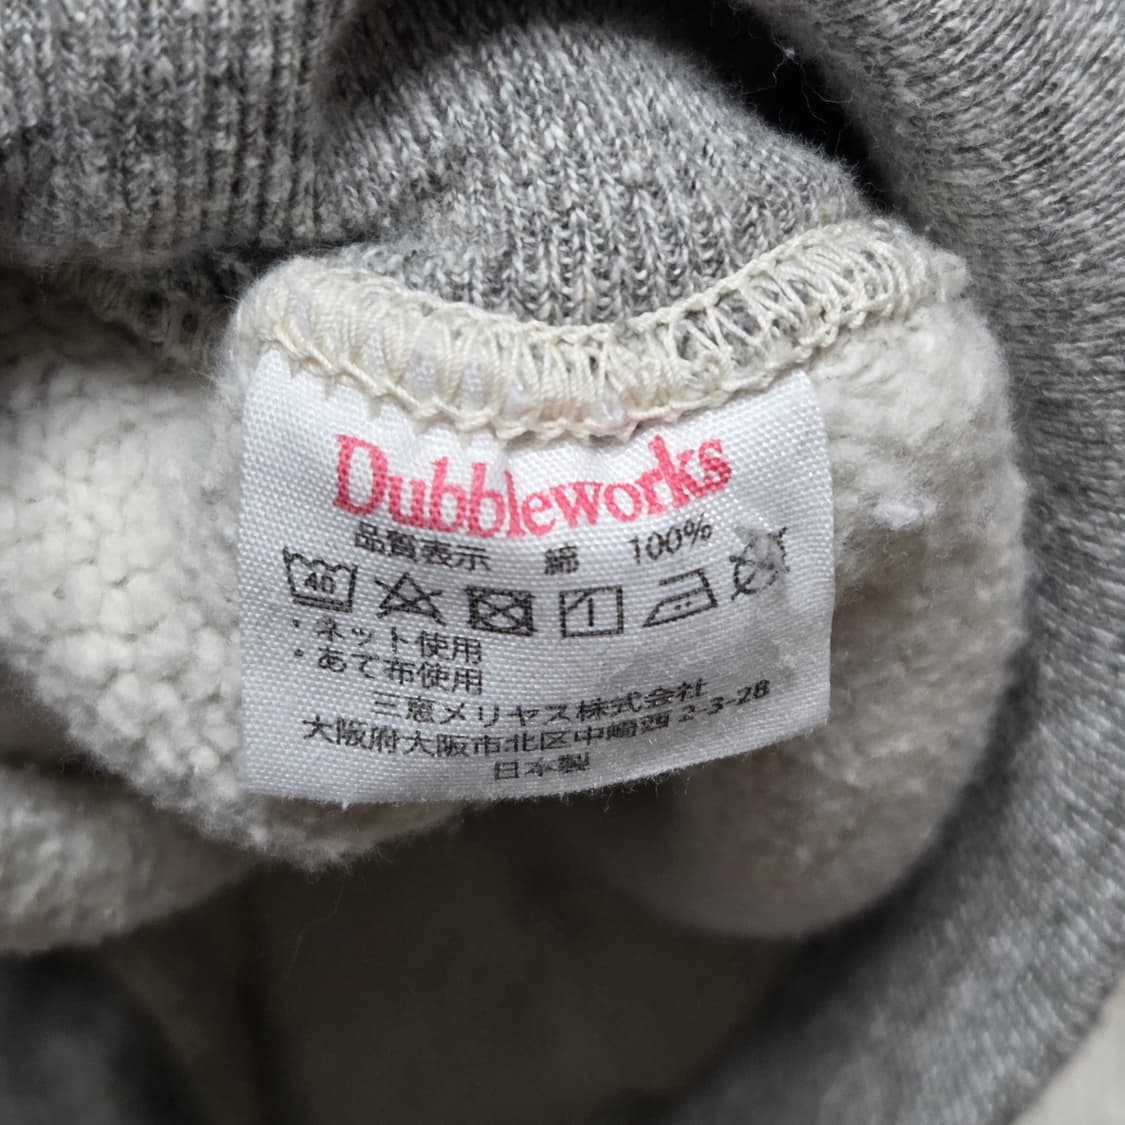 Dubbleworks
品質表示 綿 100%
40
・ネット使用
・あて布使用
三恵メリヤス株式会社
大阪府大阪市北区中崎西2-3-28
日本製